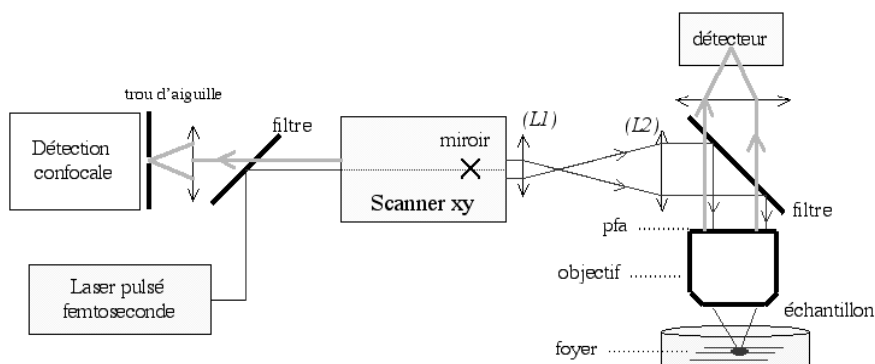 détecteur
trou d'aiguille
filtre
(L1)
(L2)
Détection
confocale
miroir
Scanner xy
filtre
pfa
Laser pulsé
femtoseconde
objectif
échantillon
foyer